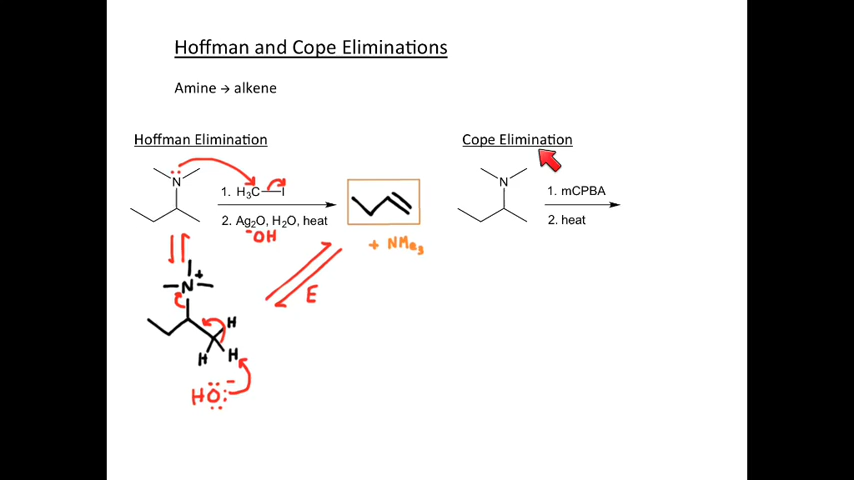 Hoffman and Cope Eliminations
Amine → alkene
Hoffman Elimination
N
1. H₃C—I
2. Ag₂O, H₂O, heat
⁻OH
+ NMe₃
N⁺
H
H H
HO:⁻
E
Cope Elimination
N
1. mCPBA
2. heat